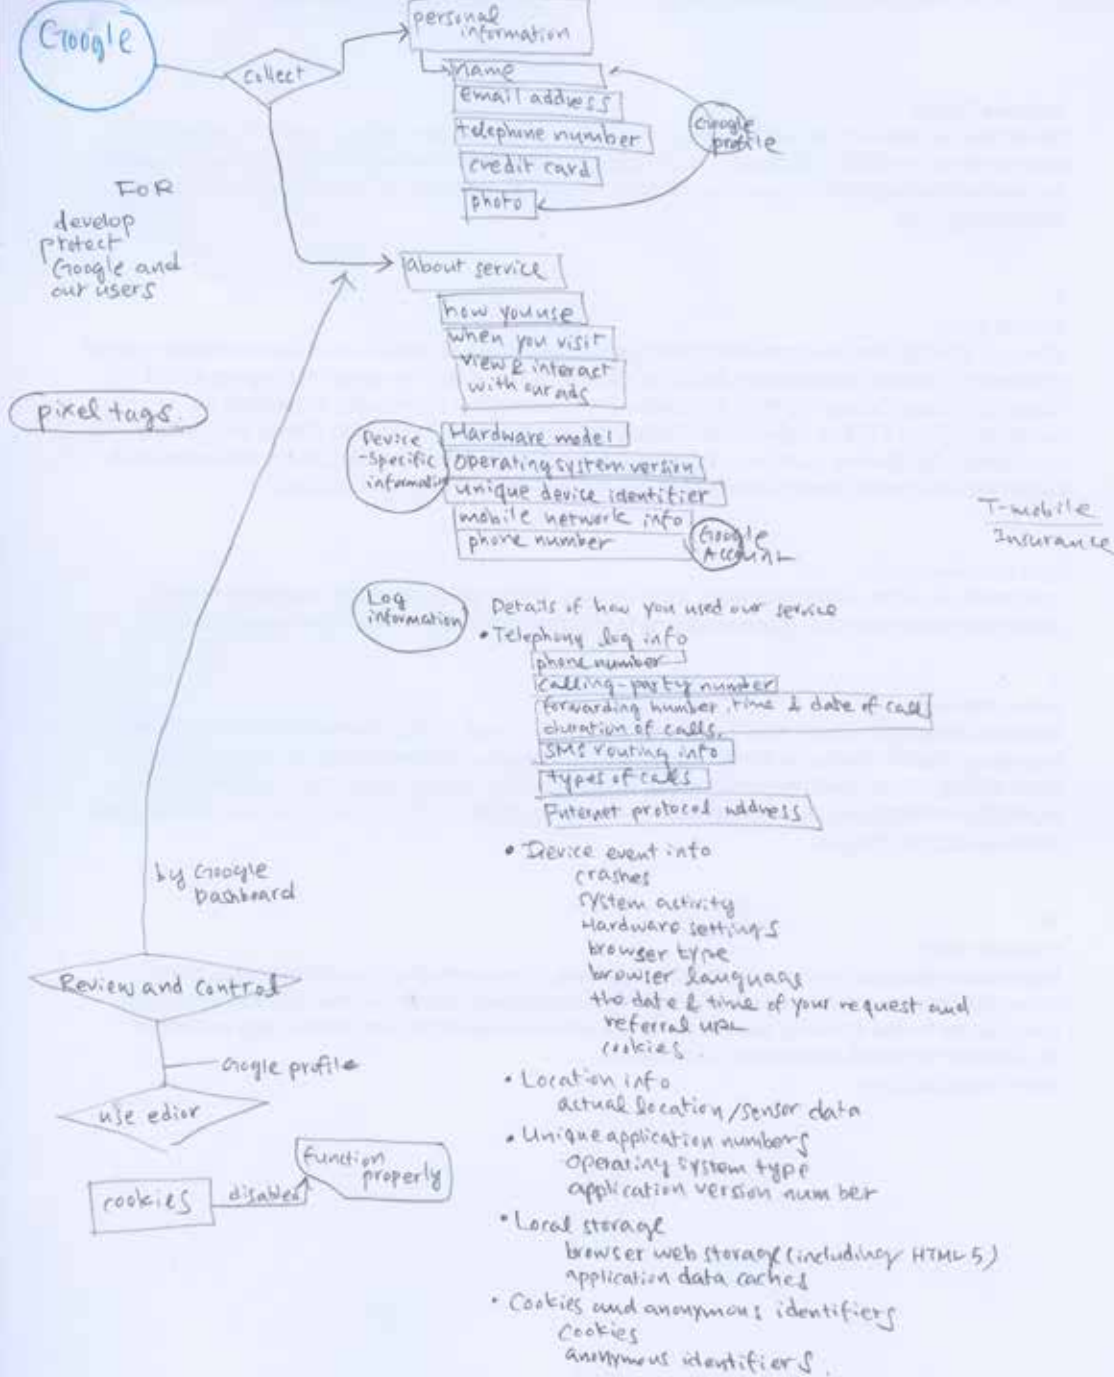 Google
collect
personal
information
name
email address
telephone number
credit card
photo
Google
profile
FOR
develop
protect
Google and
our users
about service
how you use
when you visit
view & interact
with our ads
pixel tags
Device
-Specific
information
Hardware model
operating system version
unique device identifier
mobile network info
phone number
Google
Account
T-mobile
Insurance
Log
information
Details of how you used our service
• Telephony log info
phone number
calling-party number
forwarding number, time & date of call
duration of calls,
SMS routing info
types of calls
Internet protocol address
• Device event info
crashes
system activity
Hardware settings
browser type
browser language
the date & time of your request and
referral URL
cookies.
by Google
Dashboard
Review and control
Google profile
use edior
cookies
disabled
function
properly
• Location info
actual location/sensor data
• Unique application numbers
operating system type
application version number
• Local storage
browser web storage (including HTML 5)
application data caches
• Cookies and anonymous identifiers
Cookies
anonymous identifiers.